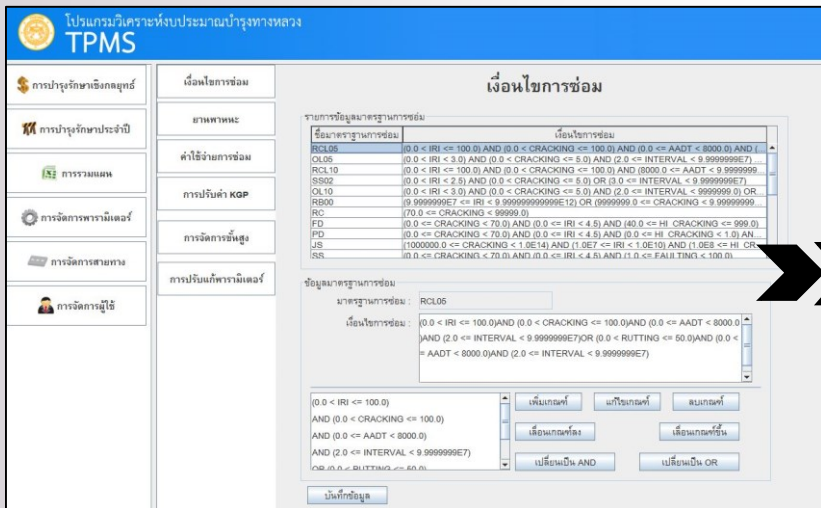 โปรแกรมวิเคราะห์งบประมาณบำรุงทางหลวง
TPMS
การบำรุงรักษาเชิงกลยุทธ์
การบำรุงรักษาประจำปี
การรวมแผน
การจัดการพารามิเตอร์
การจัดการสายทาง
การจัดการผู้ใช้
เงื่อนไขการซ่อม
ยานพาหนะ
ค่าใช้จ่ายการซ่อม
การปรับค่า KGP
การจัดการขั้นสูง
การปรับแก้พารามิเตอร์
เงื่อนไขการซ่อม
รายการข้อมูลมาตรฐานการซ่อม
ชื่อมาตราฐานการซ่อม เงื่อนไขการซ่อม
RCL05 (0.0 < IRI <= 100.0) AND (0.0 < CRACKING <= 100.0) AND (0.0 <= AADT < 8000.0) AND (...
OL05 (0.0 < IRI < 3.0) AND (0.0 < CRACKING <= 5.0) AND (2.0 <= INTERVAL < 9.9999999E7) ...
RCL10 (0.0 < IRI <= 100.0) AND (0.0 < CRACKING <= 100.0) AND (8000.0 <= AADT < 9.9999999...
SS02 (0.0 < IRI < 2.5) AND (0.0 < CRACKING <= 5.0) OR (3.0 <= INTERVAL < 9.9999999E7)
OL10 (0.0 < IRI < 3.0) AND (0.0 < CRACKING <= 5.0) AND (2.0 <= INTERVAL < 9999999.0) OR...
RB00 (9.9999999E7 <= IRI < 9.999999999999E12) OR (9999999.0 <= CRACKING < 9.99999999...
RC (70.0 <= CRACKING < 99999.0)
FD (0.0 <= CRACKING < 70.0) AND (0.0 <= IRI < 4.5) AND (40.0 <= HI_CRACKING <= 999.0)
PD (0.0 <= CRACKING < 70.0) AND (0.0 <= IRI < 4.5) AND (0.0 <= HI_CRACKING < 1.0) AN...
JS (1000000.0 <= CRACKING < 1.0E14) AND (1.0E7 <= IRI < 1.0E10) AND (1.0E8 <= HI_CR...
SS (0.0 <= CRACKING < 70.0) AND (0.0 <= IRI < 4.5) AND (1.0 <= FAULTING < 100.0)
ข้อมูลมาตรฐานการซ่อม
มาตรฐานการซ่อม : RCL05
เงื่อนไขการซ่อม : (0.0 < IRI <= 100.0)AND (0.0 < CRACKING <= 100.0)AND (0.0 <= AADT < 8000.0
)AND (2.0 <= INTERVAL < 9.9999999E7)OR (0.0 < RUTTING <= 50.0)AND (0.0 <
= AADT < 8000.0)AND (2.0 <= INTERVAL < 9.9999999E7)
(0.0 < IRI <= 100.0)
AND (0.0 < CRACKING <= 100.0)
AND (0.0 <= AADT < 8000.0)
AND (2.0 <= INTERVAL < 9.9999999E7)
OR (0.0 < RUTTING <= 50.0)
เพิ่มเกณฑ์ แก้ไขเกณฑ์ ลบเกณฑ์
เลื่อนเกณฑ์ลง เลื่อนเกณฑ์ขึ้น
เปลี่ยนเป็น AND เปลี่ยนเป็น OR
บันทึกข้อมูล